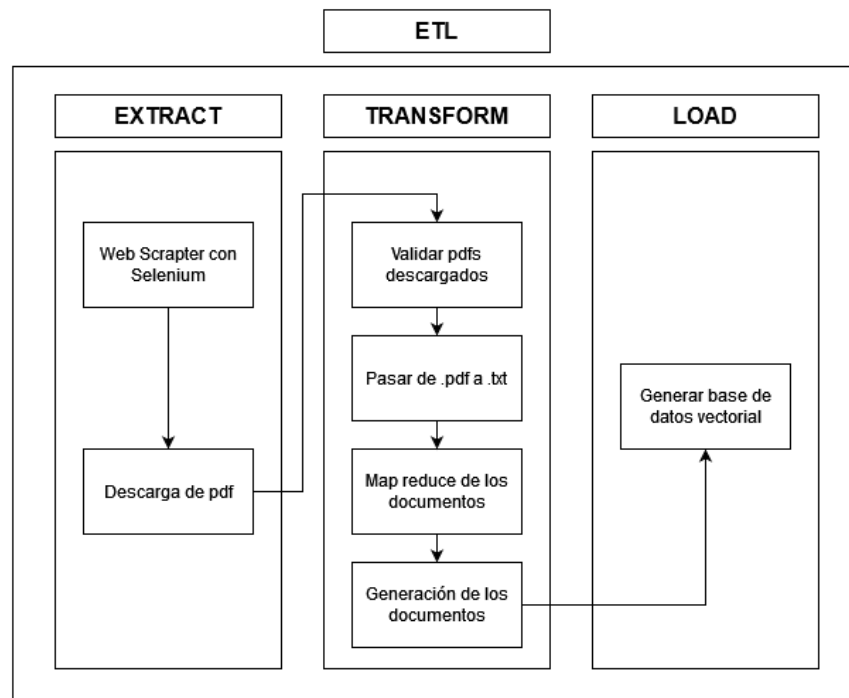 ETL
EXTRACT
TRANSFORM
LOAD
Web Scrapter con
Selenium
Descarga de pdf
Validar pdfs
descargados
Pasar de .pdf a .txt
Map reduce de los
documentos
Generación de los
documentos
Generar base de
datos vectorial